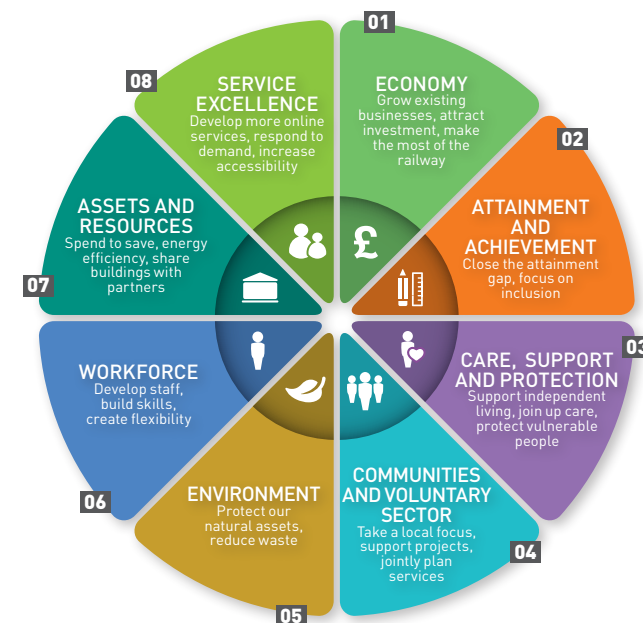 01
ECONOMY
Grow existing
businesses, attract
investment, make
the most of the
railway
02
ATTAINMENT
AND
ACHIEVEMENT
Close the attainment
gap, focus on
inclusion
03
CARE, SUPPORT
AND PROTECTION
Support independent
living, join up care,
protect vulnerable
people
04
COMMUNITIES
AND VOLUNTARY
SECTOR
Take a local focus,
support projects,
jointly plan
services
05
ENVIRONMENT
Protect our
natural assets,
reduce waste
06
WORKFORCE
Develop staff,
build skills,
create flexibility
07
ASSETS AND
RESOURCES
Spend to save, energy
efficiency, share
buildings with
partners
08
SERVICE
EXCELLENCE
Develop more online
services, respond to
demand, increase
accessibility
£